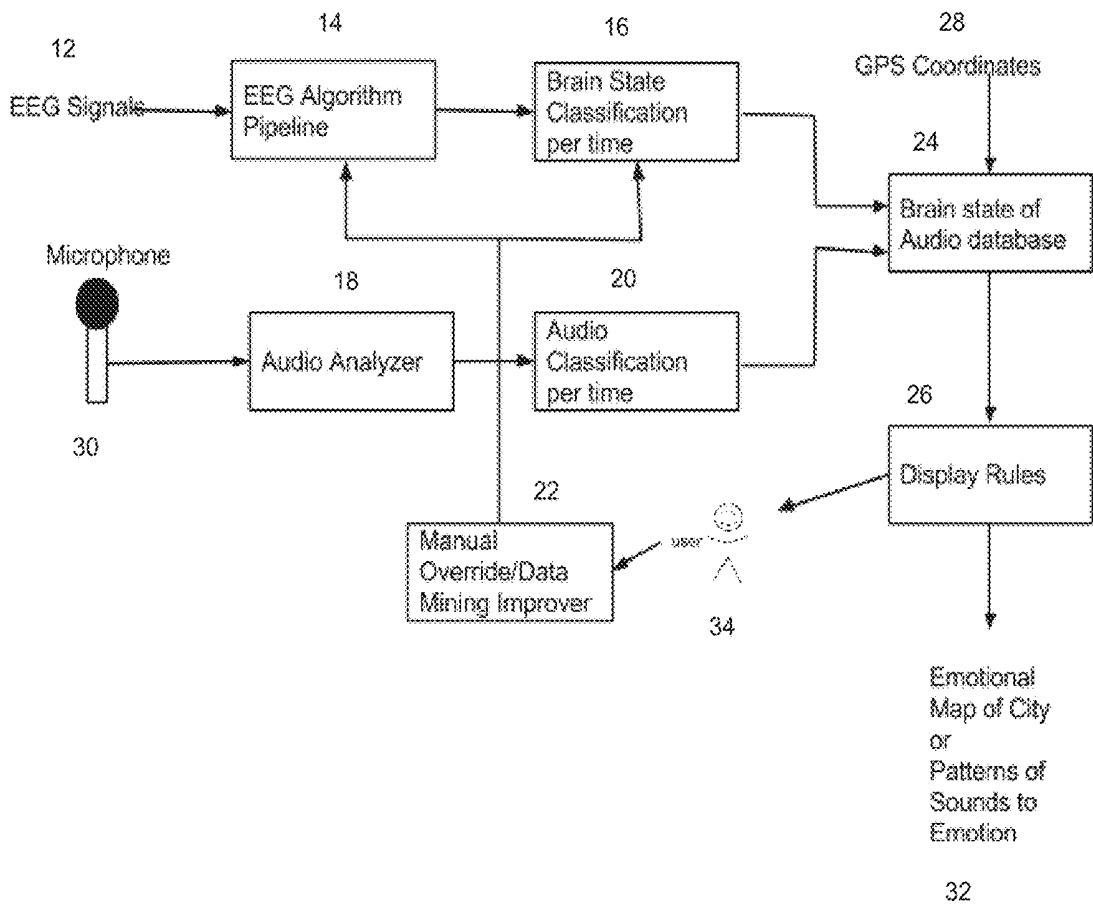 12
14
16
28
EEG Signals
EEG Algorithm
Pipeline
Brain State
Classification
per time
GPS Coordinates
24
Brain state of
Audio database
Microphone
18
20
Audio Analyzer
Audio
Classification
per time
30
26
Display Rules
22
Manual
Override/Data
Mining Improver
user
34
Emotional
Map of City
or
Patterns of
Sounds to
Emotion
32